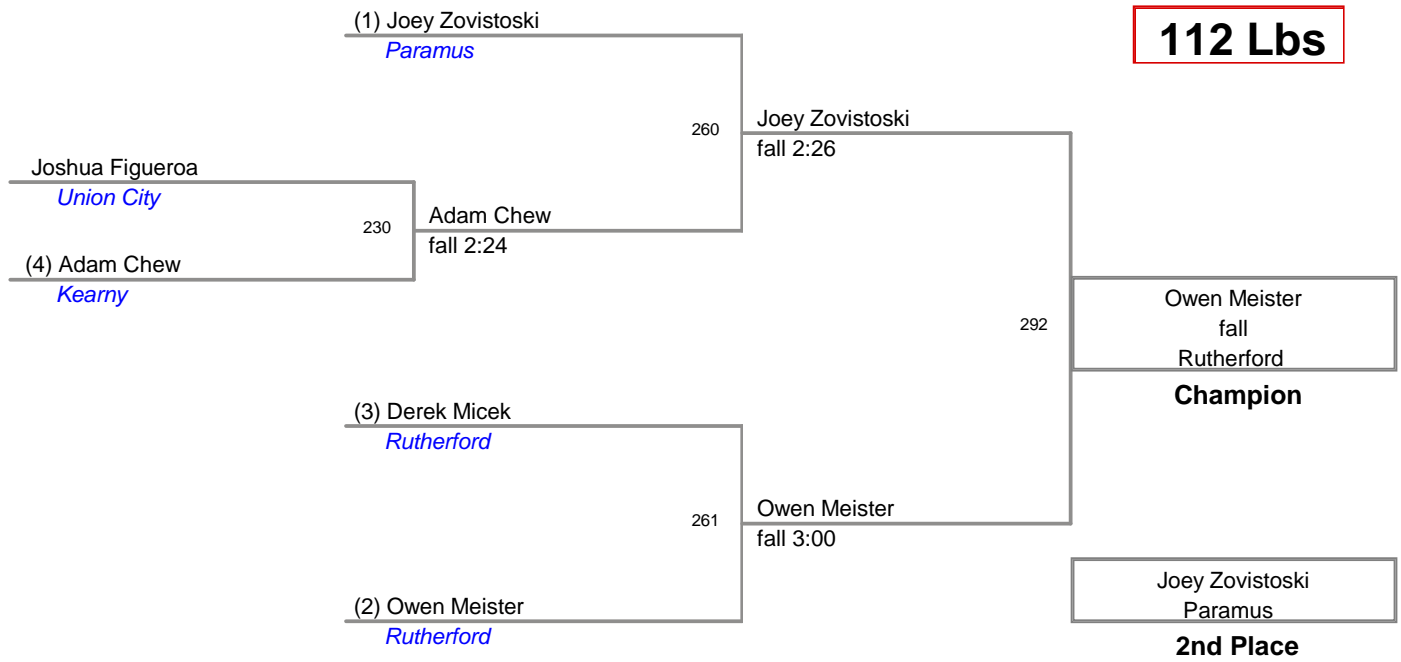 (1) Joey Zovistoski
Paramus
112 Lbs
260
Joey Zovistoski
fall 2:26
Joshua Figueroa
Union City
230
Adam Chew
fall 2:24
(4) Adam Chew
Kearny
292
Owen Meister
fall
Rutherford
Champion
(3) Derek Micek
Rutherford
261
Owen Meister
fall 3:00
(2) Owen Meister
Rutherford
Joey Zovistoski
Paramus
2nd Place